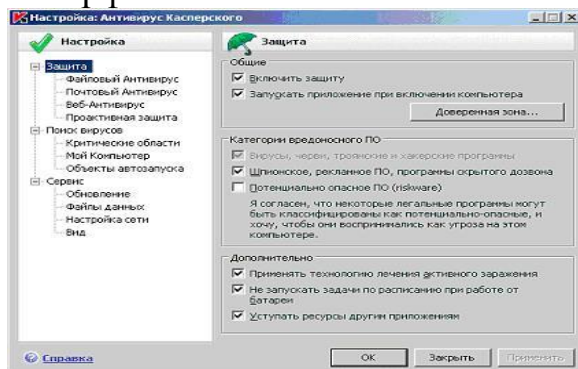 Настройка: Антивирус Касперского
Настройка
Защита
Файловый Антивирус
Почтовый Антивирус
Веб-Антивирус
Проактивная защита
Поиск вирусов
Критические области
Мой Компьютер
Объекты автозапуска
Сервис
Обновление
Файлы данных
Настройка сети
Вид
Защита
Общие
Включить защиту
Запускать приложение при включении компьютера
Доверенная зона...
Категории вредоносного ПО
Вирусы, черви, троянские и хакерские программы
Шпионское, рекламное ПО, программы скрытого дозвона
Потенциально опасное ПО (riskware)
Я согласен, что некоторые легальные программы могут
быть классифицированы как потенциально-опасные, и
хочу, чтобы они воспринимались как угроза на этом
компьютере.
Дополнительно
Применять технологию лечения активного заражения
Не запускать задачи по расписанию при работе от
батареи
Уступать ресурсы другим приложениям
Справка
ОК
Закрыть
Применить